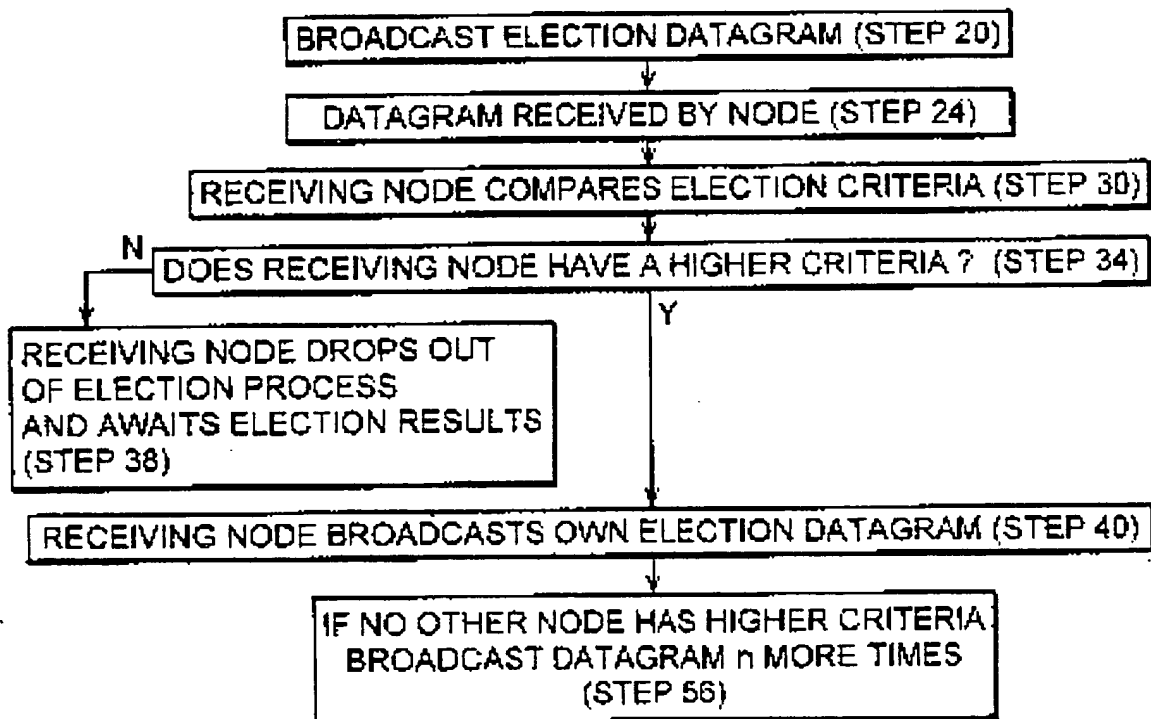 BROADCAST ELECTION DATAGRAM (STEP 20)
DATAGRAM RECEIVED BY NODE (STEP 24)
RECEIVING NODE COMPARES ELECTION CRITERIA (STEP 30)
N
DOES RECEIVING NODE HAVE A HIGHER CRITERIA ? (STEP 34)
Y
RECEIVING NODE DROPS OUT
OF ELECTION PROCESS
AND AWAITS ELECTION RESULTS
(STEP 38)
RECEIVING NODE BROADCASTS OWN ELECTION DATAGRAM (STEP 40)
IF NO OTHER NODE HAS HIGHER CRITERIA
BROADCAST DATAGRAM n MORE TIMES
(STEP 56)